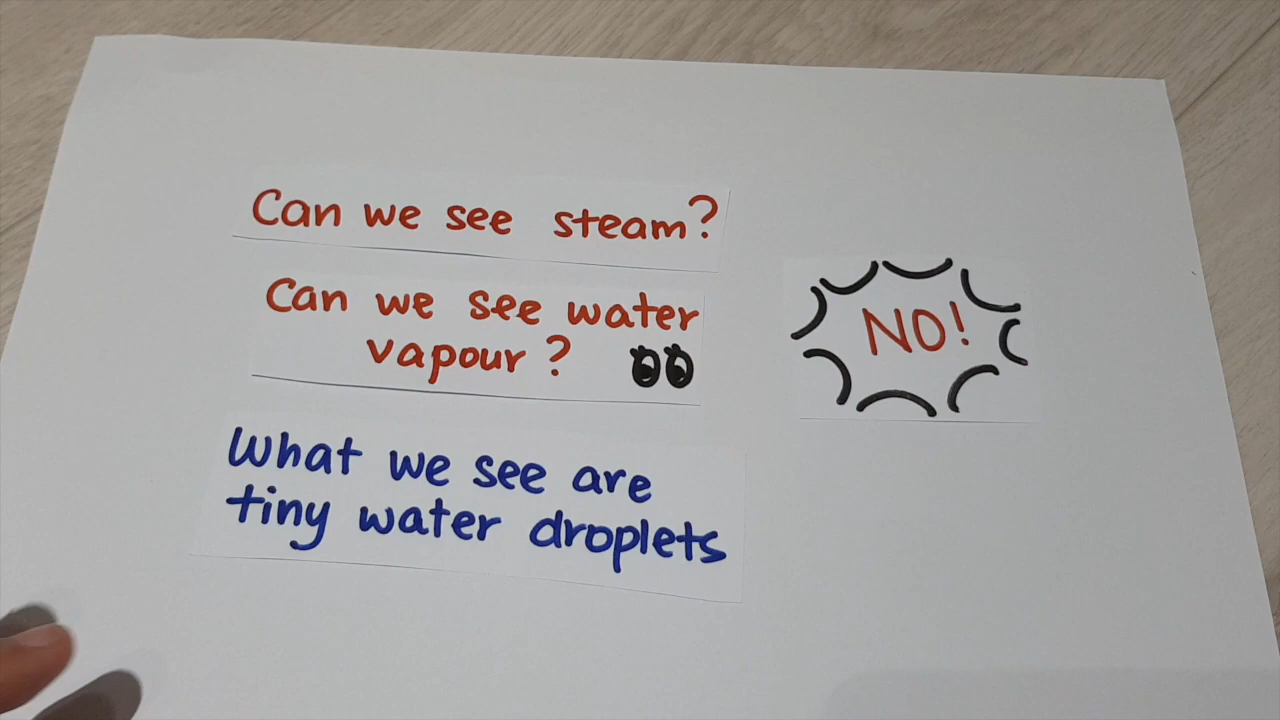 Can we see steam?
Can we see water
vapour?
NO!
What we see are
tiny water droplets